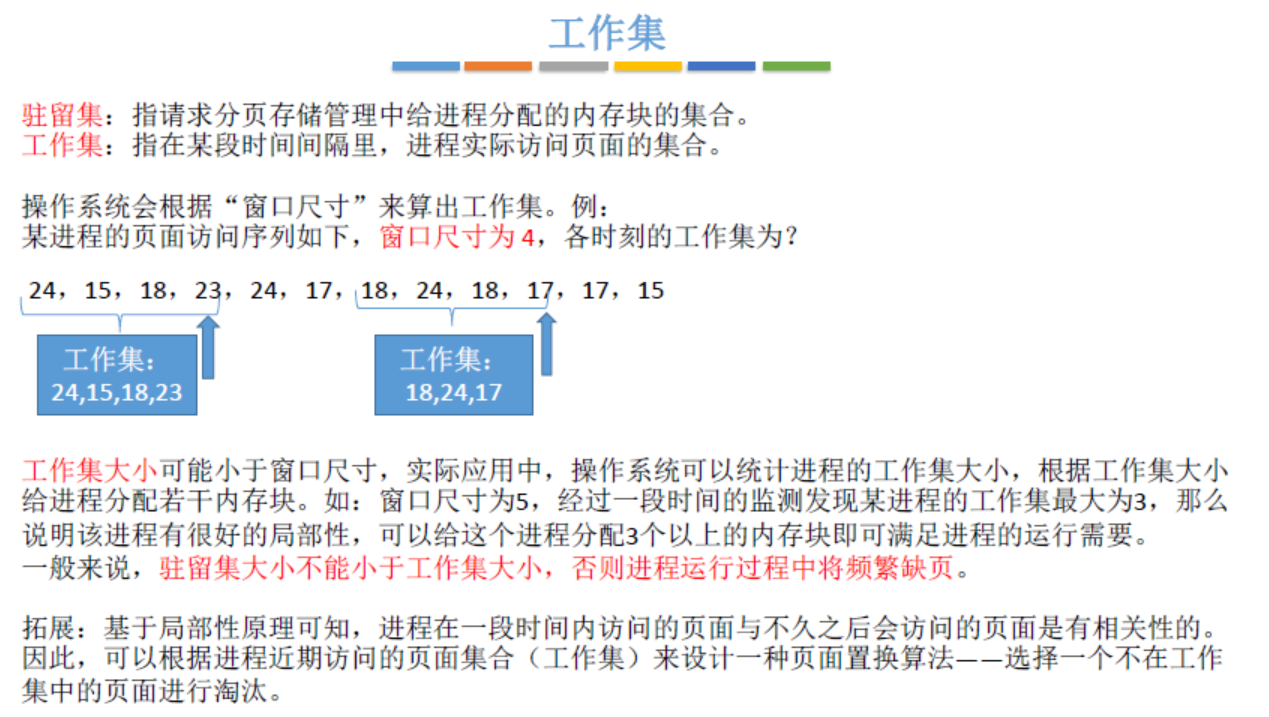 工作集
驻留集：指请求分页存储管理中给进程分配的内存块的集合。
工作集：指在某段时间间隔里，进程实际访问页面的集合。
操作系统会根据“窗口尺寸”来算出工作集。例：
某进程的页面访问序列如下，窗口尺寸为 4，各时刻的工作集为？
24，15，18，23，24，17，18，24，18，17，17，15
工作集：
24,15,18,23
工作集：
18,24,17
工作集大小可能小于窗口尺寸，实际应用中，操作系统可以统计进程的工作集大小，根据工作集大小
给进程分配若干内存块。如：窗口尺寸为5，经过一段时间的监测发现某进程的工作集最大为3，那么
说明该进程有很好的局部性，可以给这个进程分配3个以上的内存块即可满足进程的运行需要。
一般来说，驻留集大小不能小于工作集大小，否则进程运行过程中将频繁缺页。
拓展：基于局部性原理可知，进程在一段时间内访问的页面与不久之后会访问的页面是有相关性的。
因此，可以根据进程近期访问的页面集合（工作集）来设计一种页面置换算法——选择一个不在工作
集中的页面进行淘汰。